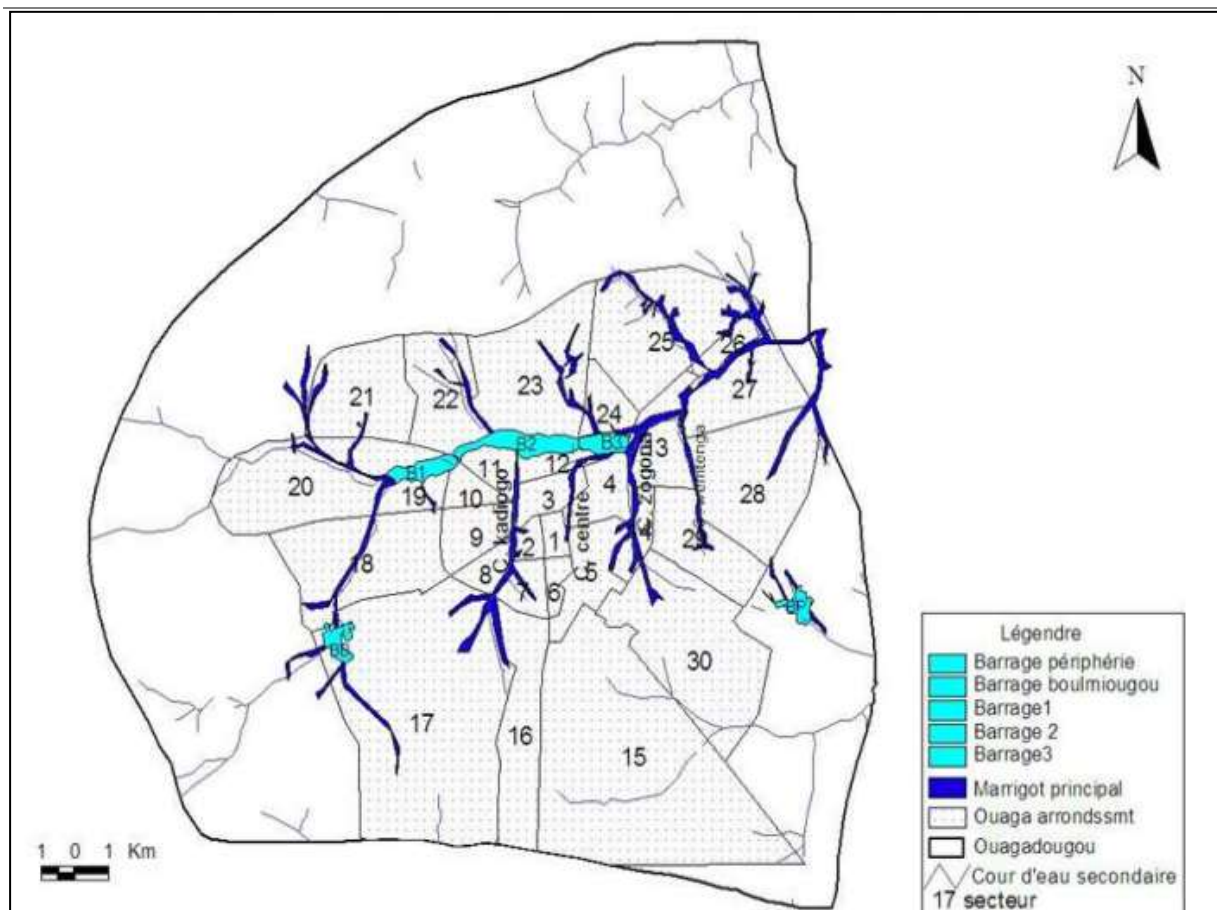 N
25
26
23
22
21
27
24
B2
B3
13
C. zogona
B1
11
12
20
19
28
10
3
4
C. kadiogo
C. centre
9
2
1
29
18
8
5
7
6
BP
BB
30
17
16
15
Légende
Barrage périphérie
Barrage boulmiougou
Barrage1
Barrage 2
Barrage3
Marrigot principal
Ouaga arrondssmt
Ouagadougou
Cour d'eau secondaire
17 secteur
1 0 1 Km